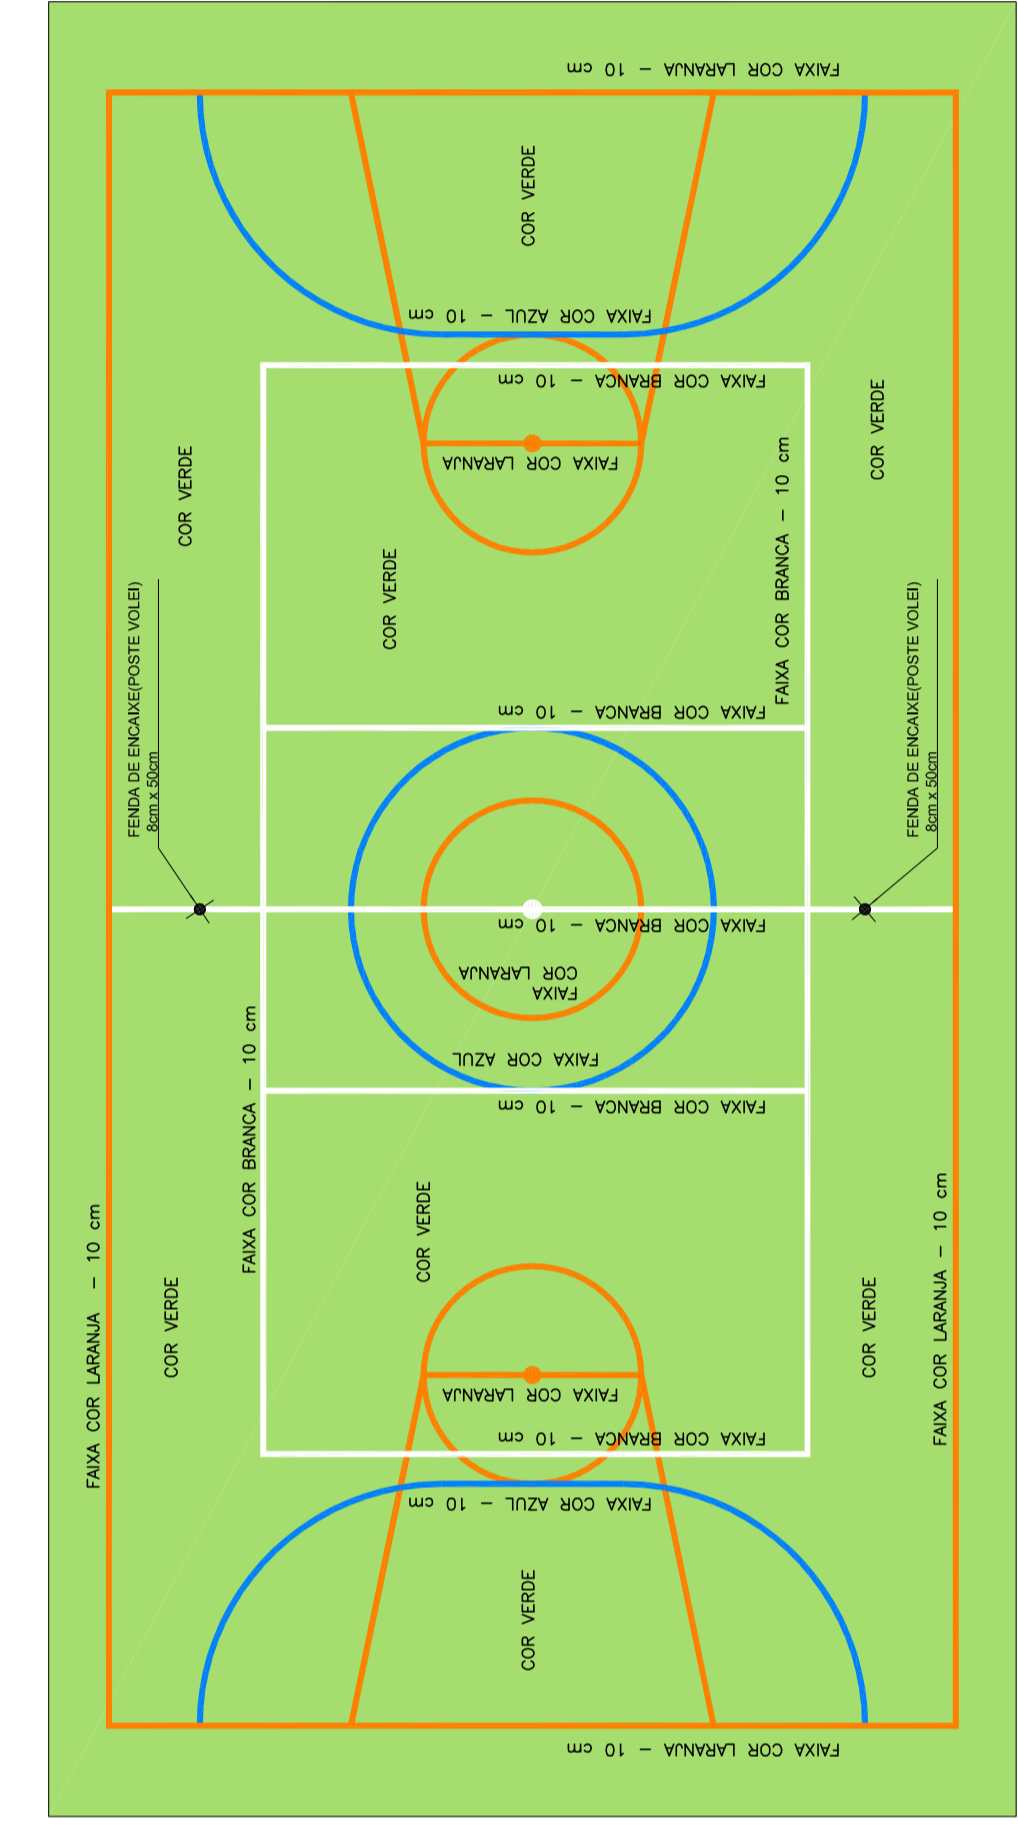 FAIXA COR LARANJA - 10 cm
COR VERDE
FAIXA COR AZUL - 10 cm
FAIXA COR BRANCA - 10 cm
COR VERDE
FAIXA COR LARANJA
COR VERDE
FAIXA COR BRANCA - 10 cm
COR VERDE
FENDA DE ENCAIXE(POSTE VOLEI)
8cm x 50cm
FENDA DE ENCAIXE(POSTE VOLEI)
8cm x 50cm
FAIXA COR BRANCA - 10 cm
FAIXA COR BRANCA - 10 cm
FAIXA
COR LARANJA
FAIXA COR AZUL
FAIXA COR BRANCA - 10 cm
FAIXA COR BRANCA - 10 cm
COR VERDE
FAIXA COR LARANJA - 10 cm
FAIXA COR LARANJA - 10 cm
COR VERDE
COR VERDE
FAIXA COR LARANJA
FAIXA COR BRANCA - 10 cm
FAIXA COR AZUL - 10 cm
COR VERDE
FAIXA COR LARANJA - 10 cm